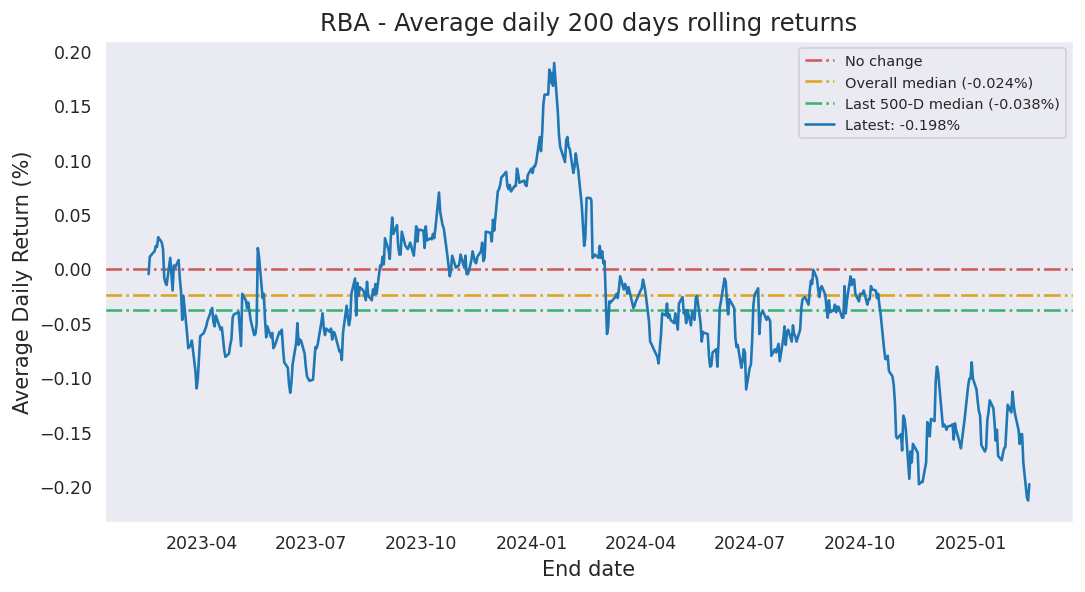 RBA - Average daily 200 days rolling returns
Average Daily Return (%)
0.20
0.15
0.10
0.05
0.00
−0.05
−0.10
−0.15
−0.20
No change
Overall median (-0.024%)
Last 500-D median (-0.038%)
Latest: -0.198%
2023-04
2023-07
2023-10
2024-01
2024-04
2024-07
2024-10
2025-01
End date